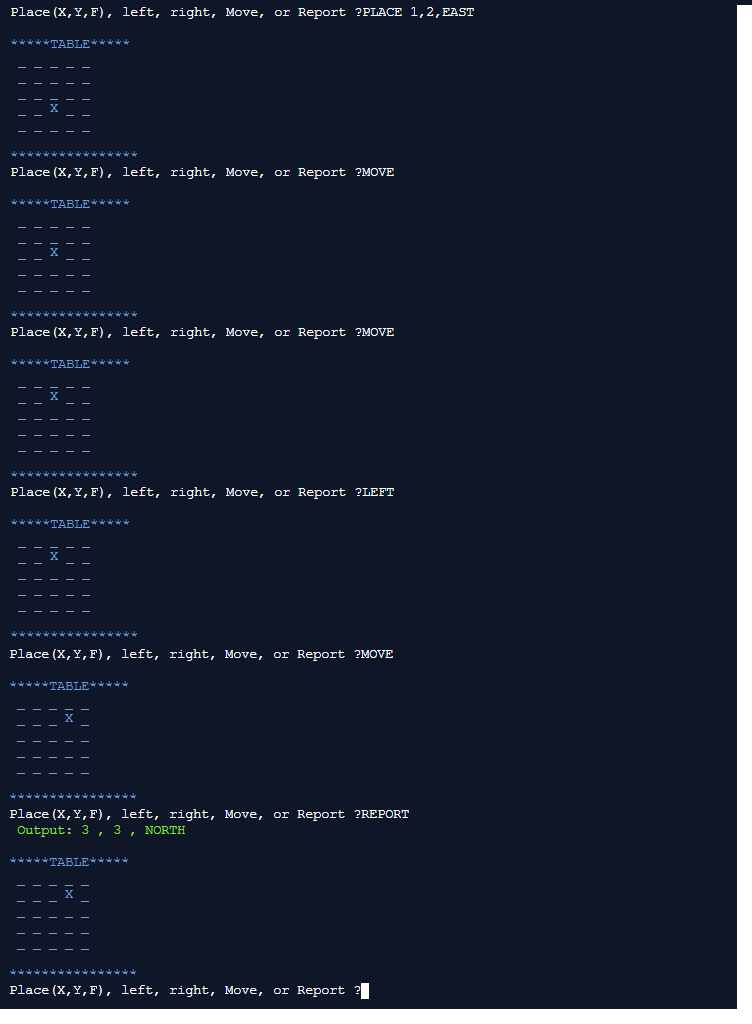 Place(X,Y,F), left, right, Move, or Report ?PLACE 1,2,EAST
*****TABLE*****
_ _ _ _ _
_ _ _ _ _
_ _ _ _ _
_ _ X _ _
_ _ _ _ _
****************
Place(X,Y,F), left, right, Move, or Report ?MOVE
*****TABLE*****
_ _ _ _ _
_ _ _ _ _
_ _ X _ _
_ _ _ _ _
_ _ _ _ _
****************
Place(X,Y,F), left, right, Move, or Report ?MOVE
*****TABLE*****
_ _ _ _ _
_ _ X _ _
_ _ _ _ _
_ _ _ _ _
_ _ _ _ _
****************
Place(X,Y,F), left, right, Move, or Report ?LEFT
*****TABLE*****
_ _ _ _ _
_ _ X _ _
_ _ _ _ _
_ _ _ _ _
_ _ _ _ _
****************
Place(X,Y,F), left, right, Move, or Report ?MOVE
*****TABLE*****
_ _ _ _ _
_ _ _ X _
_ _ _ _ _
_ _ _ _ _
_ _ _ _ _
****************
Place(X,Y,F), left, right, Move, or Report ?REPORT
Output: 3 , 3 , NORTH
*****TABLE*****
_ _ _ _ _
_ _ _ X _
_ _ _ _ _
_ _ _ _ _
_ _ _ _ _
****************
Place(X,Y,F), left, right, Move, or Report ?